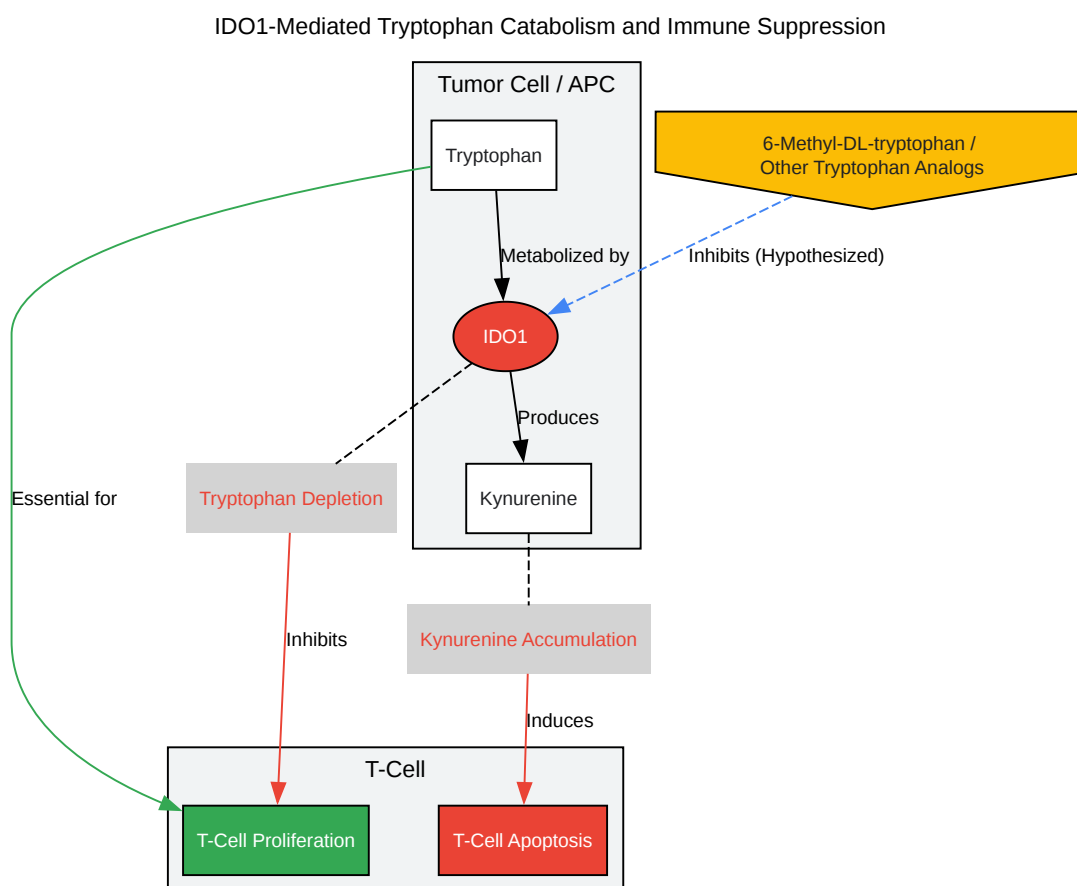 IDO1-Mediated Tryptophan Catabolism and Immune Suppression
Tumor Cell / APC
Tryptophan
6-Methyl-DL-tryptophan /
Other Tryptophan Analogs
Metabolized by
Inhibits (Hypothesized)
IDO1
Produces
Essential for
Tryptophan Depletion
Kynurenine
Inhibits
Kynurenine Accumulation
Induces
T-Cell
T-Cell Proliferation
T-Cell Apoptosis